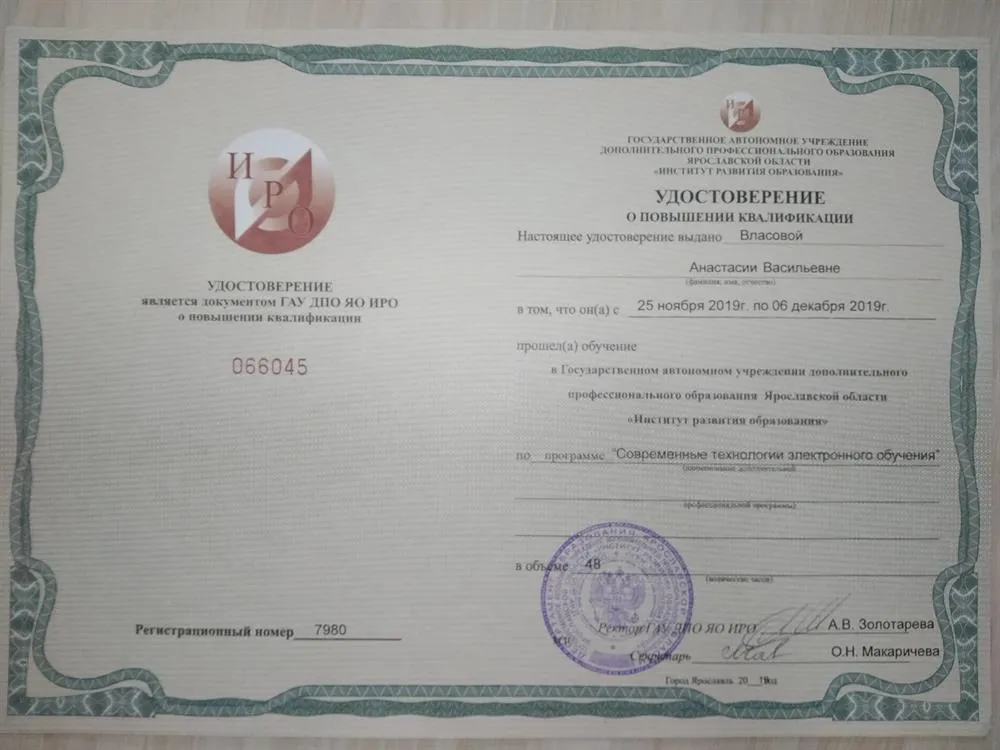 ИРО
УДОСТОВЕРЕНИЕ
является документом ГАУ ДПО ЯО ИРО
о повышении квалификации
066045
Регистрационный номер 7980
ИРО
ГОСУДАРСТВЕННОЕ АВТОНОМНОЕ УЧРЕЖДЕНИЕ
ДОПОЛНИТЕЛЬНОГО ПРОФЕССИОНАЛЬНОГО ОБРАЗОВАНИЯ
ЯРОСЛАВСКОЙ ОБЛАСТИ
«ИНСТИТУТ РАЗВИТИЯ ОБРАЗОВАНИЯ»
УДОСТОВЕРЕНИЕ
О ПОВЫШЕНИИ КВАЛИФИКАЦИИ
Настоящее удостоверение выдано Власовой
Анастасии Васильевне
(фамилия, имя, отчество)
в том, что он(а) с 25 ноября 2019г. по 06 декабря 2019г.
прошел(а) обучение
в Государственном автономном учреждении дополнительного
профессионального образования Ярославской области
«Институт развития образования»
по программе "Современные технологии электронного обучения"
(наименование дополнительной
профессиональной программы)
в объеме 48
(количество часов)
Ректор ГАУ ДПО ЯО ИРО А.В. Золотарева
Секретарь О.Н. Макаричева
Город Ярославль 20 19 год